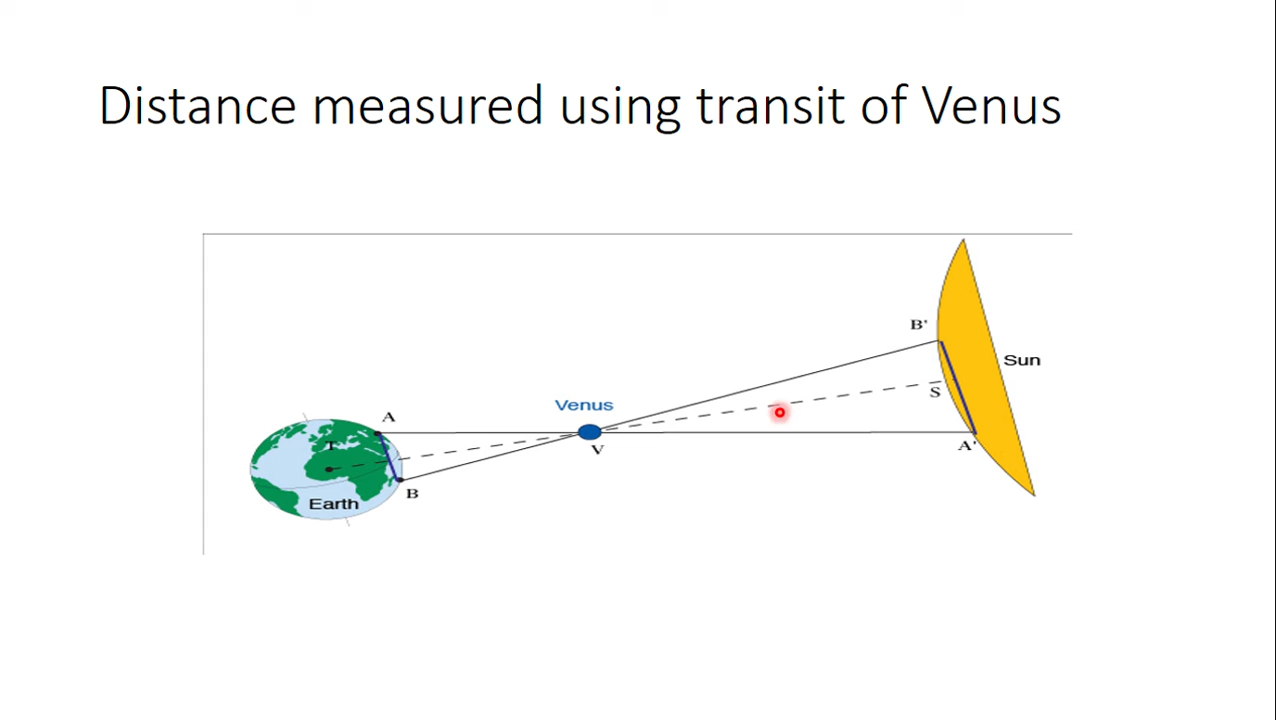 Distance measured using transit of Venus
B'
Sun
S
Venus
A
T
V
A'
B
Earth